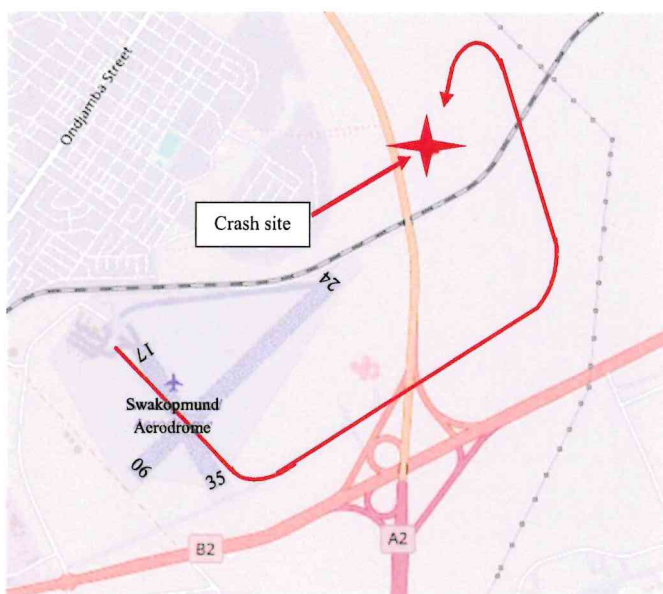 Ondjamba Street
Crash site
24
17
Swakopmund
Aerodrome
06
35
B2
A2